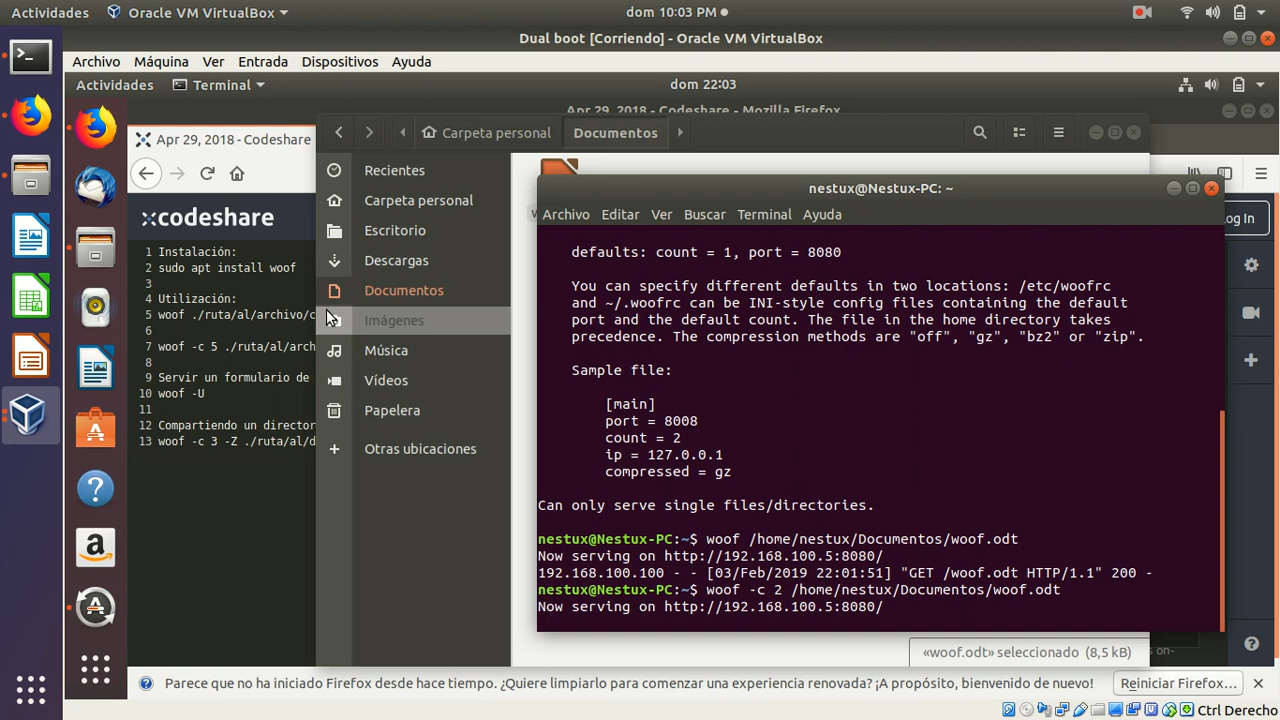 Actividades Oracle VM VirtualBox dom 10:03 PM
Dual boot [Corriendo] - Oracle VM VirtualBox
Archivo Máquina Ver Entrada Dispositivos Ayuda
Actividades Terminal dom 22:03
Apr 29, 2018 - Codeshare - Mozilla Firefox
Apr 29, 2018 - Codeshare
Carpeta personal Documentos
codeshare
Log In
1 Instalación:
2 sudo apt install woof
3
4 Utilización:
5 woof ./ruta/al/archivo/c
6
7 woof -c 5 ./ruta/al/arch
8
9 Servir un formulario de
10 woof -U
11
12 Compartiendo un director
13 woof -c 3 -Z ./ruta/al/d
Recientes
Carpeta personal
Escritorio
Descargas
Documentos
Imágenes
Música
Vídeos
Papelera
Otras ubicaciones
nestux@Nestux-PC: ~
Archivo Editar Ver Buscar Terminal Ayuda
defaults: count = 1, port = 8080
You can specify different defaults in two locations: /etc/woofrc
and ~/.woofrc can be INI-style config files containing the default
port and the default count. The file in the home directory takes
precedence. The compression methods are "off", "gz", "bz2" or "zip".
Sample file:
[main]
port = 8008
count = 2
ip = 127.0.0.1
compressed = gz
Can only serve single files/directories.
nestux@Nestux-PC:~$ woof /home/nestux/Documentos/woof.odt
Now serving on http://192.168.100.5:8080/
192.168.100.100 - - [03/Feb/2019 22:01:51] "GET /woof.odt HTTP/1.1" 200 -
nestux@Nestux-PC:~$ woof -c 2 /home/nestux/Documentos/woof.odt
Now serving on http://192.168.100.5:8080/
«woof.odt» seleccionado (8,5 kB)
s on-
Parece que no ha iniciado Firefox desde hace tiempo. ¿Quiere limpiarlo para comenzar una experiencia renovada? ¡A propósito, bienvenido de nuevo!
Reiniciar Firefox…
Ctrl Derecho